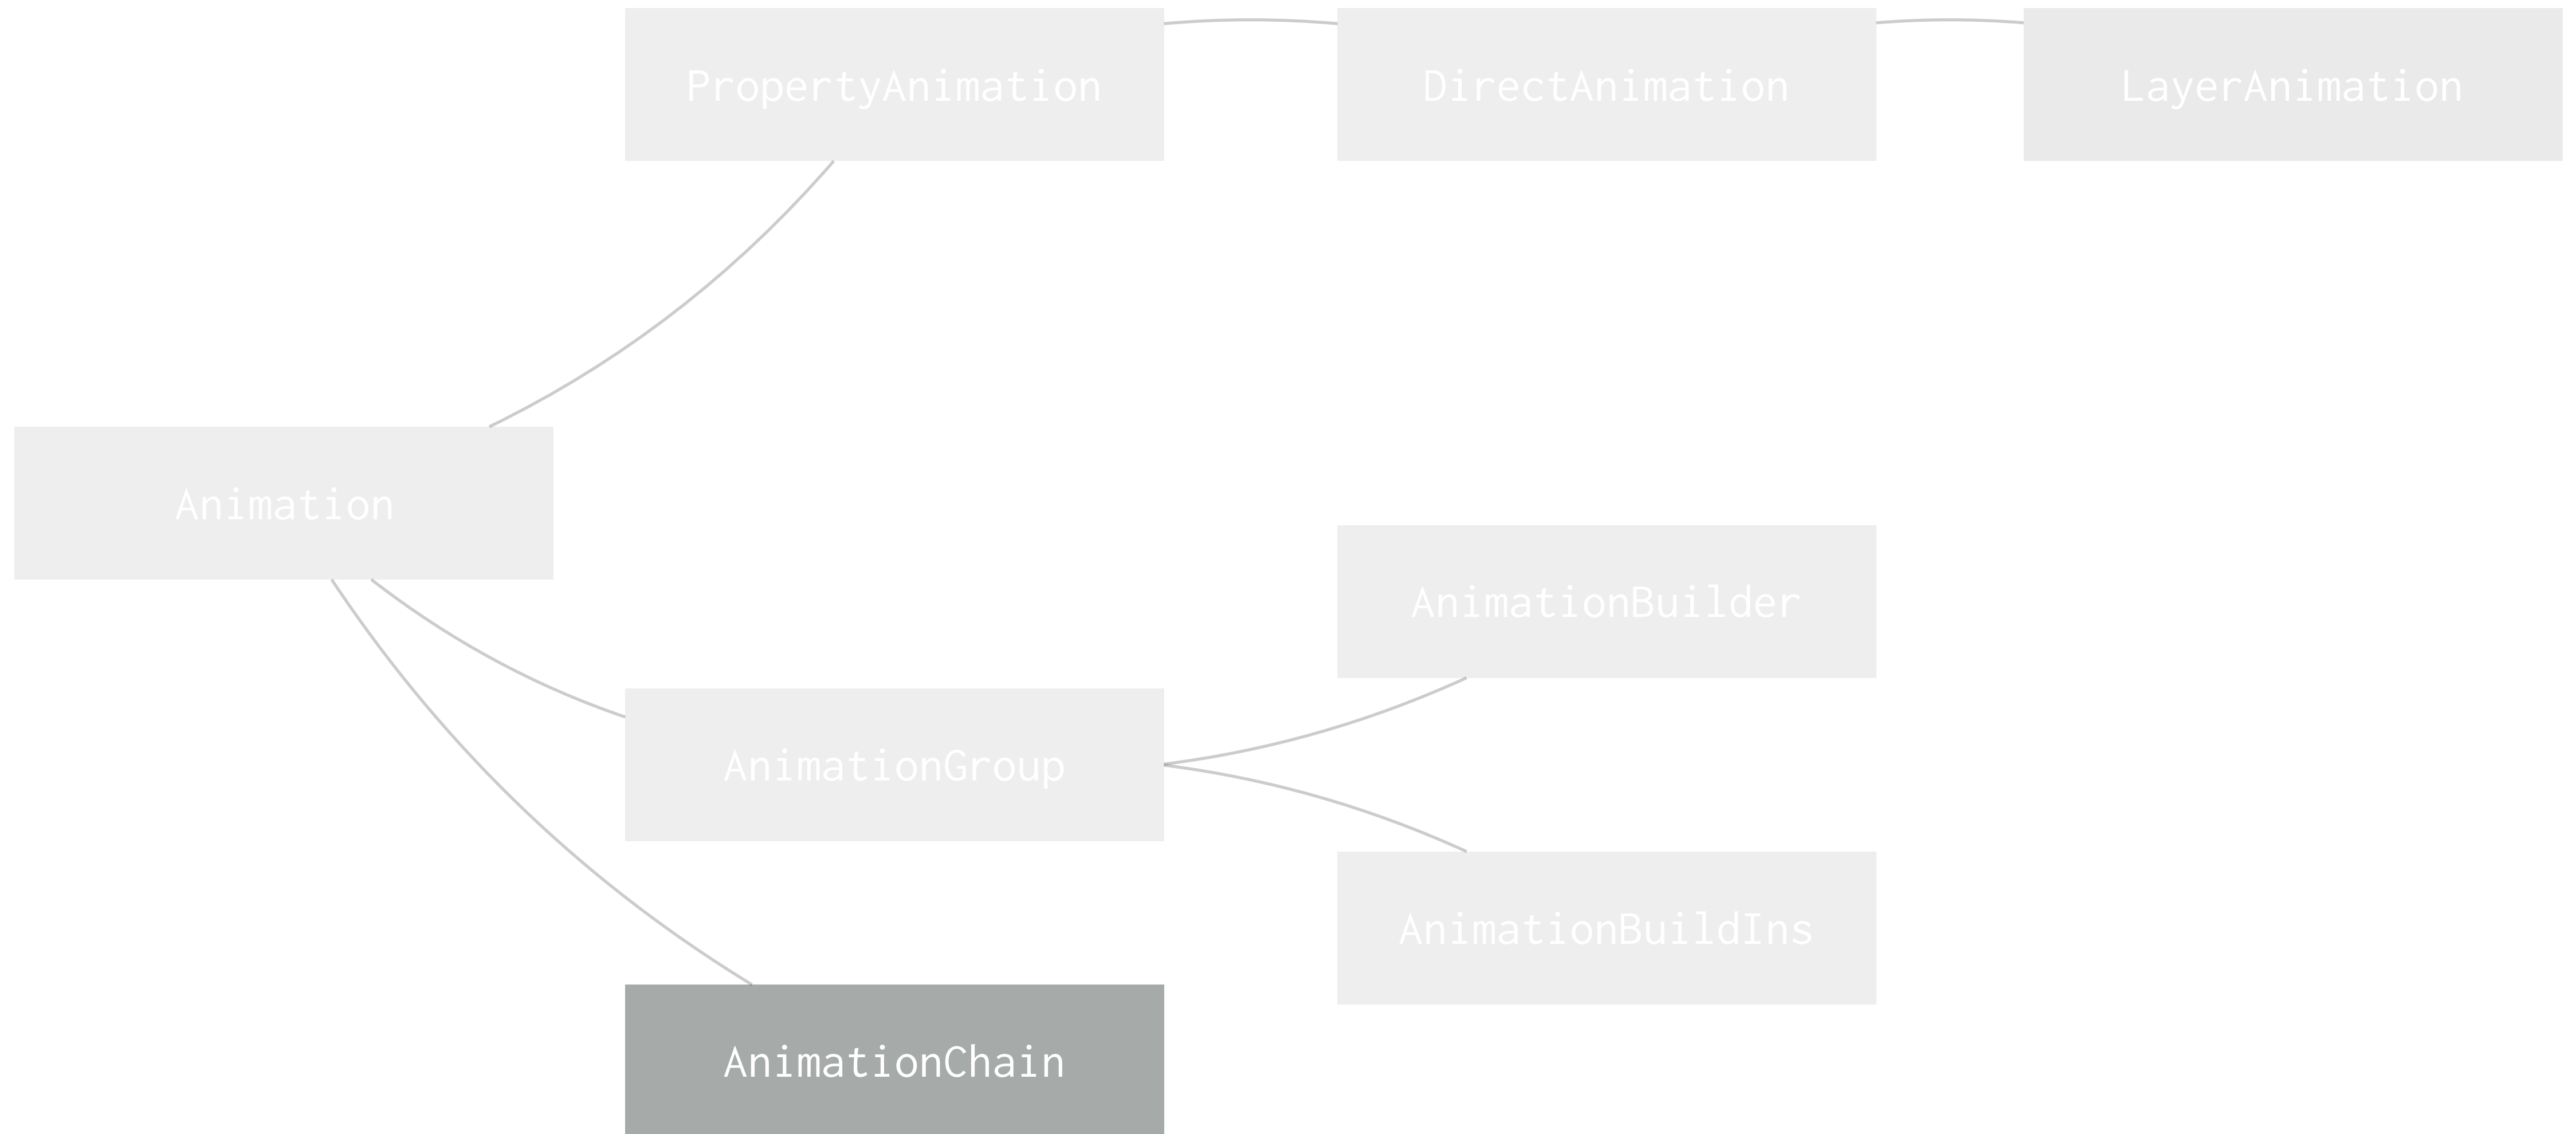 PropertyAnimation
DirectAnimation
LayerAnimation
Animation
AnimationBuilder
AnimationGroup
AnimationBuildIns
AnimationChain